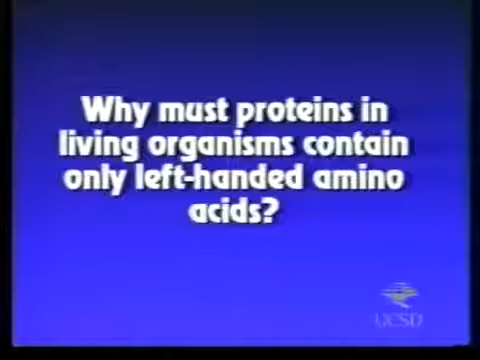 Why must proteins in
living organisms contain
only left-handed amino
acids?
UCSD